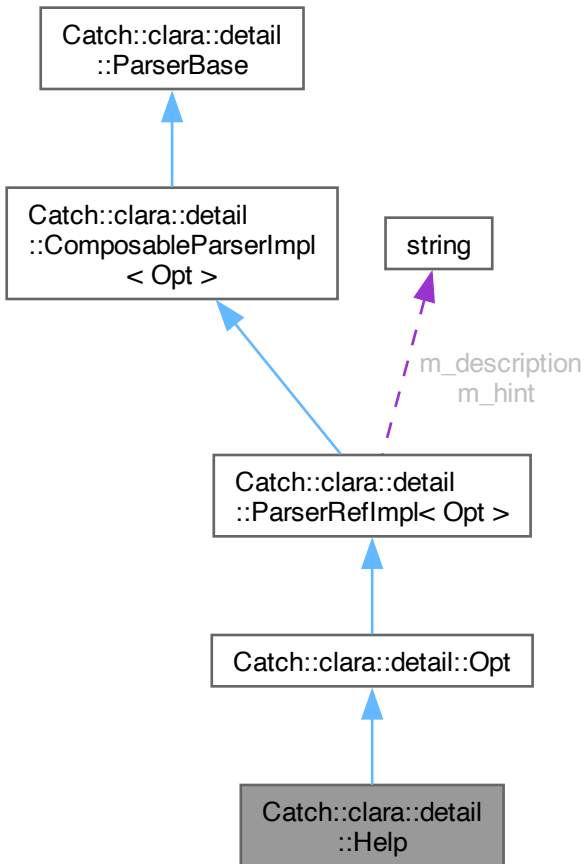 Catch::clara::detail
::ParserBase
Catch::clara::detail
::ComposableParserImpl
< Opt >
string
m_description
m_hint
Catch::clara::detail
::ParserRefImpl< Opt >
Catch::clara::detail::Opt
Catch::clara::detail
::Help